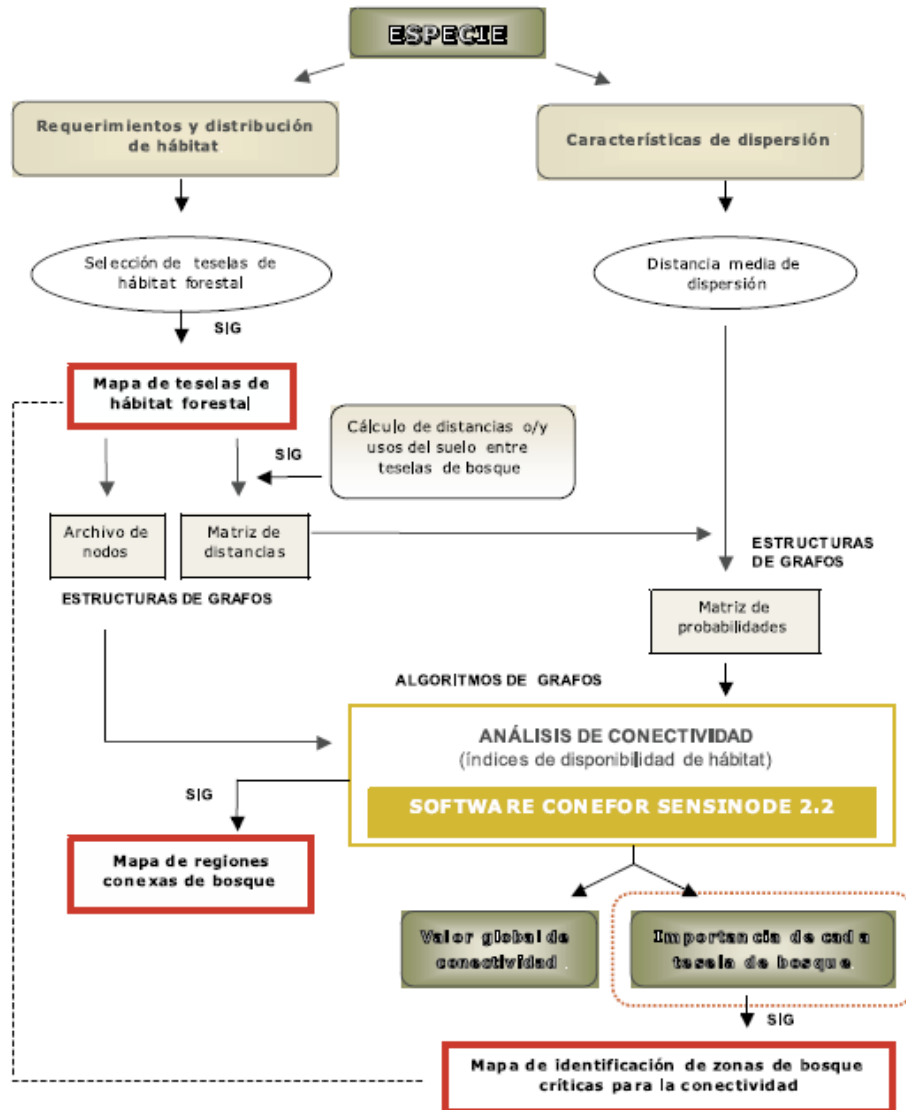 ESPECIE
Requerimientos y distribución
de hábitat
Características de dispersión
Selección de teselas de
hábitat forestal
Distancia media de
dispersión
SIG
Mapa de teselas de
hábitat forestal
Cálculo de distancias o/y
usos del suelo entre
teselas de bosque
SIG
Archivo de
nodos
Matriz de
distancias
ESTRUCTURAS DE GRAFOS
ESTRUCTURAS
DE GRAFOS
Matriz de
probabilidades
ALGORITMOS DE GRAFOS
ANÁLISIS DE CONECTIVIDAD
(índices de disponibilidad de hábitat)
SOFTWARE CONEFOR SENSINODE 2.2
SIG
Mapa de regiones
conexas de bosque
Valor global de
conectividad
Importancia de cada
tesela de bosque
SIG
Mapa de identificación de zonas de bosque
críticas para la conectividad